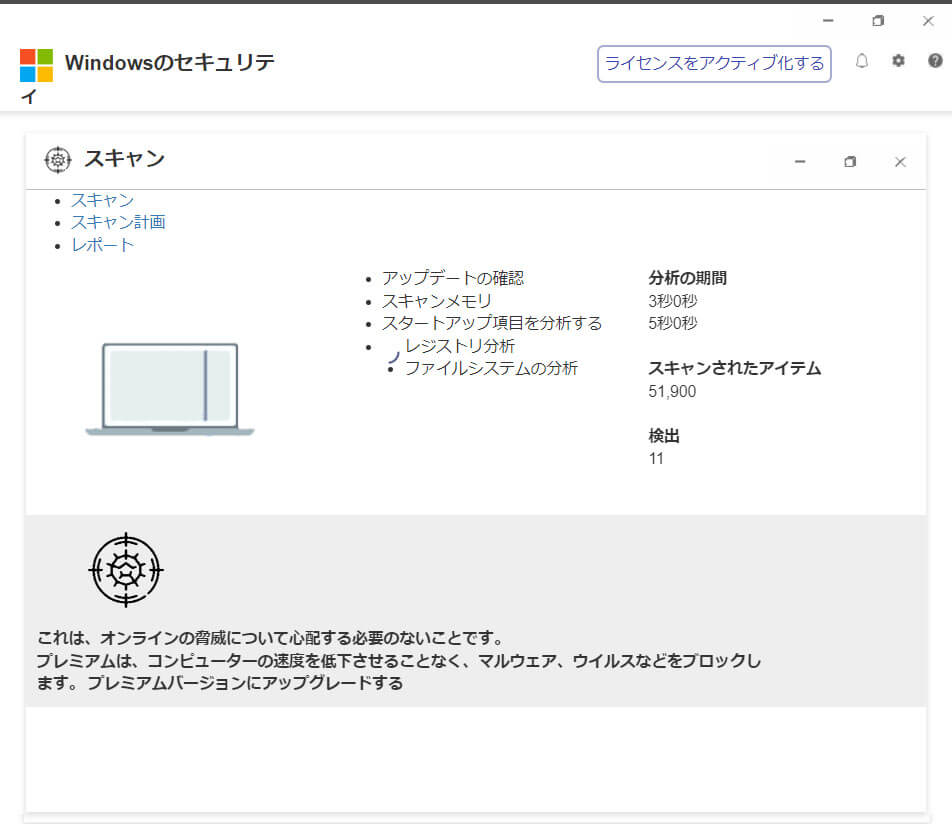 Windowsのセキュリテ
ィ
ライセンスをアクティブ化する
スキャン
スキャン
スキャン計画
レポート
アップデートの確認
スキャンメモリ
スタートアップ項目を分析する
レジストリ分析
ファイルシステムの分析
分析の期間
3秒0秒
5秒0秒
スキャンされたアイテム
51,900
検出
11
これは、オンラインの脅威について心配する必要のないことです。
プレミアムは、コンピューターの速度を低下させることなく、マルウェア、ウイルスなどをブロックし
ます。 プレミアムバージョンにアップグレードする